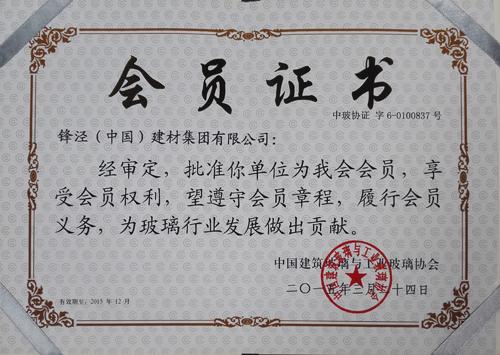 会员证书
中玻协证 字 6-0100837 号
锋泾（中国）建材集团有限公司：
经审定，批准你单位为我会会员，享
受会员权利，望遵守会员章程，履行会员
义务，为玻璃行业发展做出贡献。
中国建筑玻璃与工业玻璃协会
二〇一五年三月二十四日
有效期至：2015 年 12 月